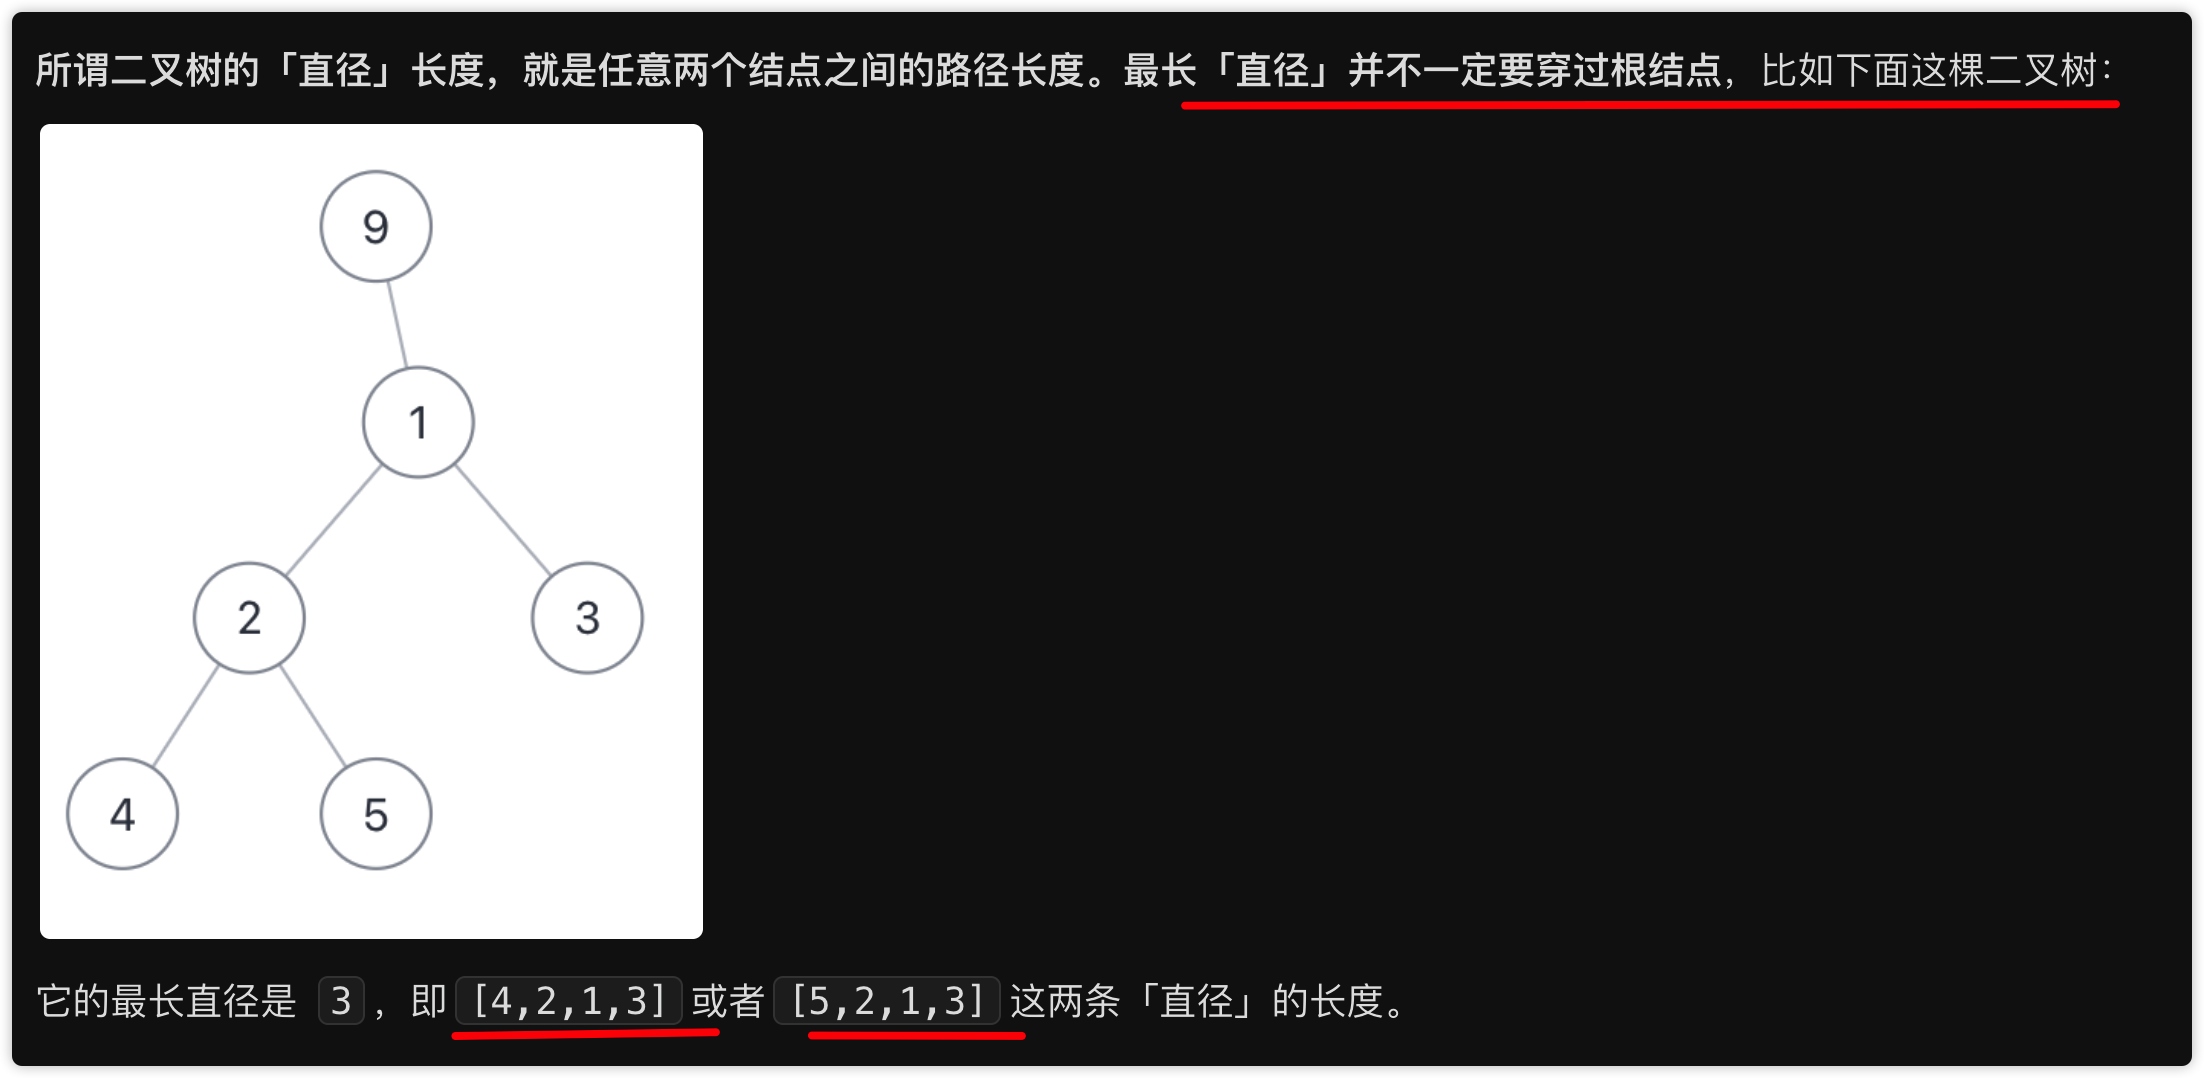 所谓二叉树的「直径」长度，就是任意两个结点之间的路径长度。最长「直径」并不一定要穿过根结点，比如下面这棵二叉树：
9
1
2 3
4 5
它的最长直径是 3 ，即 [4,2,1,3] 或者 [5,2,1,3] 这两条「直径」的长度。